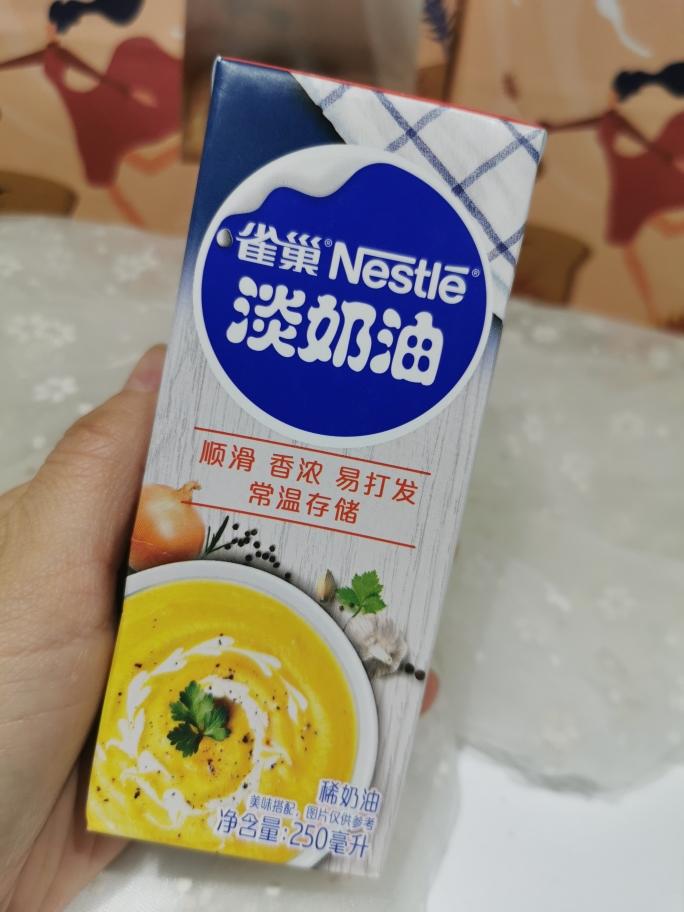 雀巢® Nestlé®
淡奶油
顺滑 香浓 易打发
常温存储
稀奶油
美味搭配，图片仅供参考
净含量:250毫升